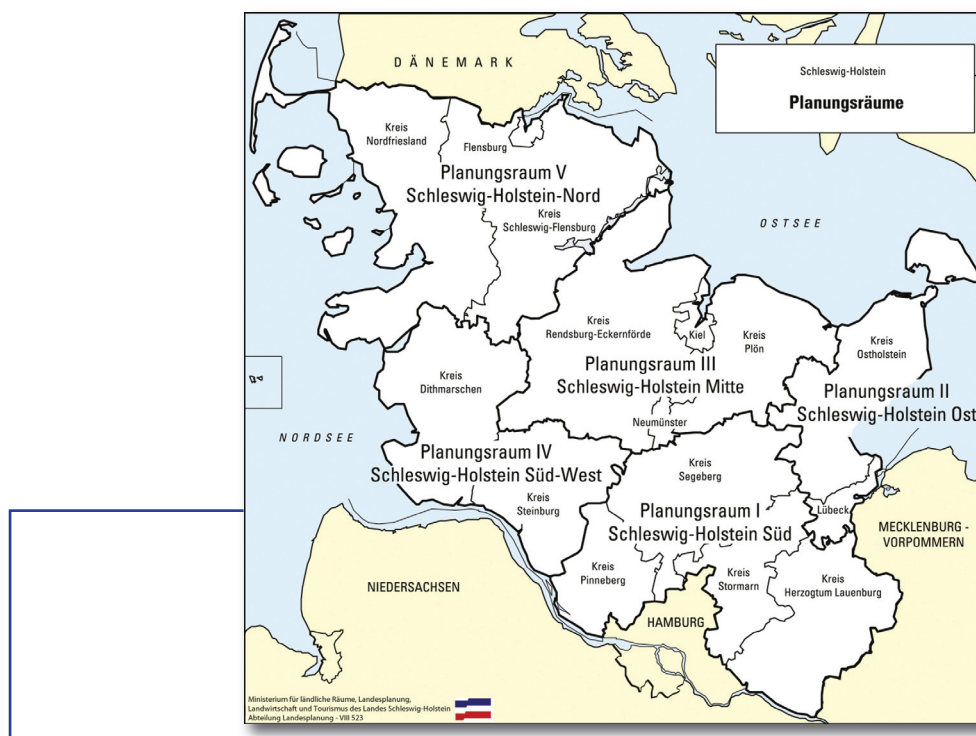 DÄNEMARK
Schleswig-Holstein
Planungsräume
Kreis
Nordfriesland
Flensburg
Planungsraum V
Schleswig-Holstein-Nord
Kreis
Schleswig-Flensburg
OSTSEE
Kreis
Rendsburg-Eckernförde
Kiel
Kreis
Plön
Kreis
Ostholstein
Planungsraum III
Schleswig-Holstein Mitte
Kreis
Dithmarschen
Planungsraum II
Schleswig-Holstein Ost
Neumünster
NORDSEE
Planungsraum IV
Schleswig-Holstein Süd-West
Kreis
Segeberg
Kreis
Steinburg
Planungsraum I
Schleswig-Holstein Süd
Lübeck
MECKLENBURG-
VORPOMMERN
NIEDERSACHSEN
Kreis
Pinneberg
Kreis
Stormarn
Kreis
Herzogtum Lauenburg
HAMBURG
Ministerium für ländliche Räume, Landesplanung,
Landwirtschaft und Tourismus des Landes Schleswig-Holstein
Abteilung Landesplanung - VIII 523